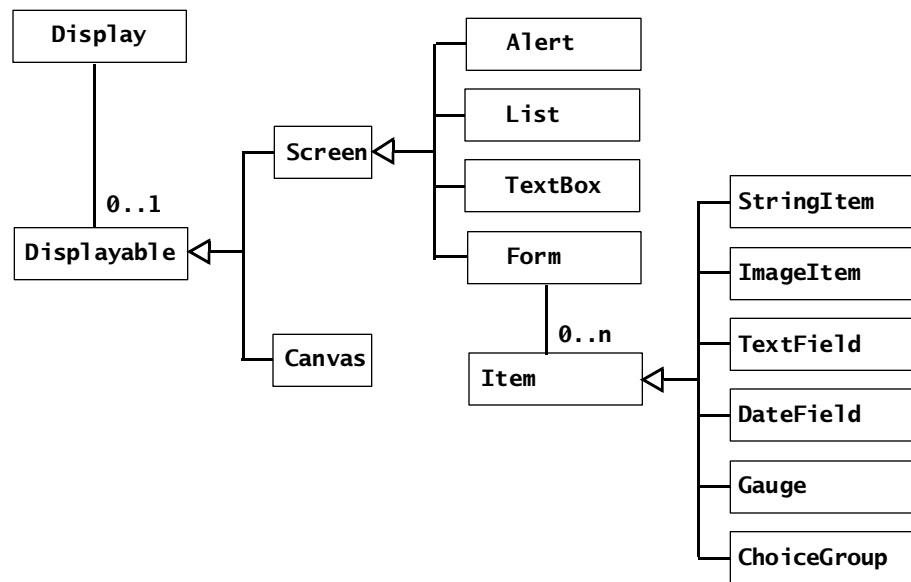 Display
Alert
List
Screen
TextBox
0..1
StringItem
Displayable
Form
ImageItem
0..n
TextField
Canvas
Item
DateField
Gauge
ChoiceGroup